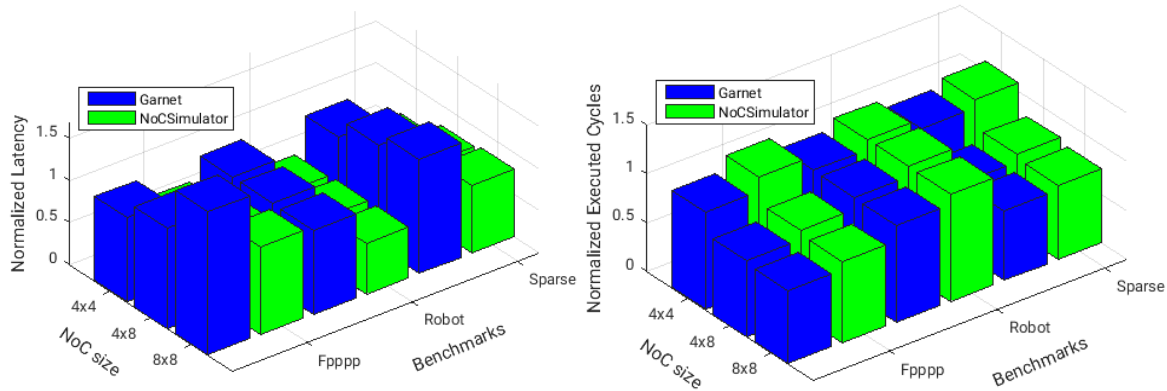 Garnet
NoCSimulator
Normalized Latency
1.5
1
0.5
0
4x4
4x8
8x8
NoC size
Fpppp
Robot
Sparse
Benchmarks
Garnet
NoCSimulator
Normalized Executed Cycles
1.5
1
0.5
0
4x4
4x8
8x8
NoC size
Fpppp
Robot
Sparse
Benchmarks